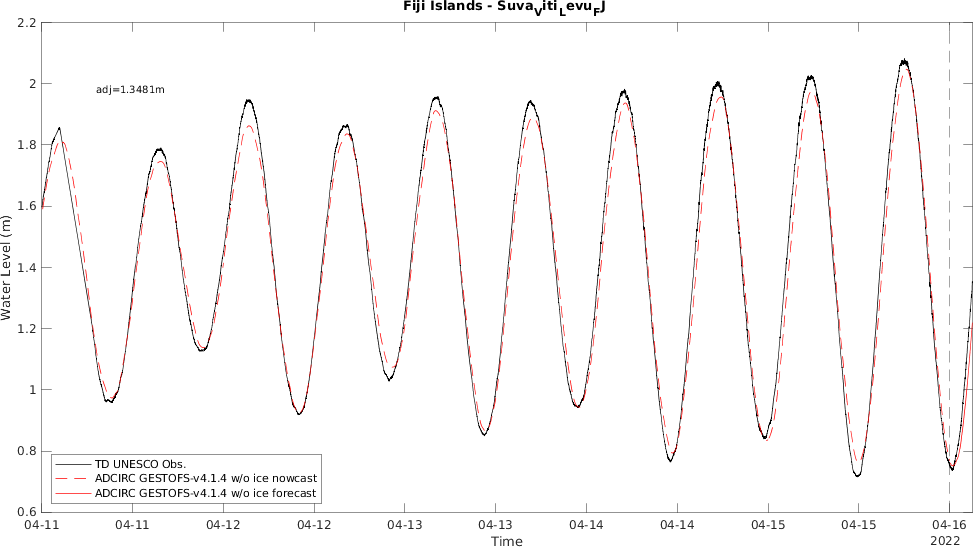 Fiji Islands - SuvaVitiLevuFJ
2.2
2
1.8
1.6
1.4
1.2
1
0.8
0.6
Water Level (m)
adj=1.3481m
TD UNESCO Obs.
ADCIRC GESTOFS-v4.1.4 w/o ice nowcast
ADCIRC GESTOFS-v4.1.4 w/o ice forecast
04-11 04-11 04-12 04-12 04-13 04-13 04-14 04-14 04-15 04-15 04-16
Time
2022